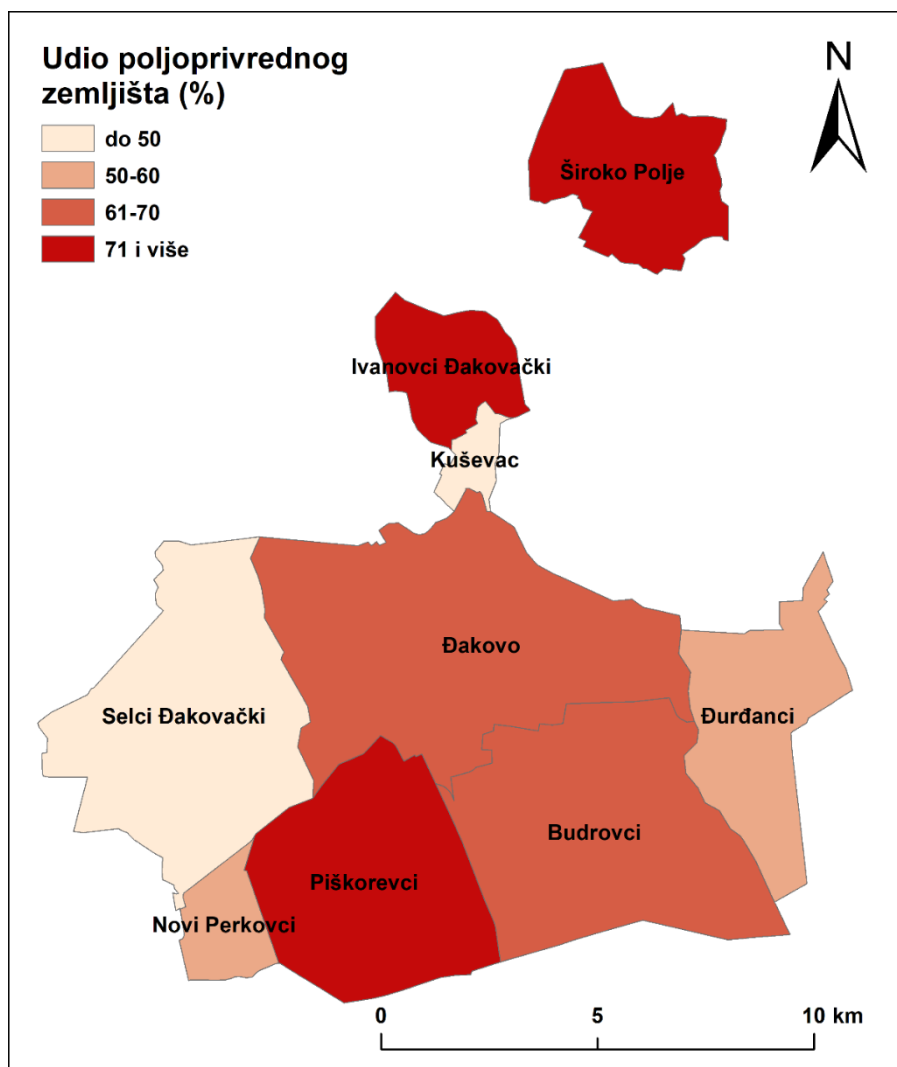 Udio poljoprivrednog
zemljišta (%)
do 50
50-60
61-70
71 i više
N
Široko Polje
Ivanovci Đakovački
Kuševac
Đakovo
Selci Đakovački
Đurđanci
Budrovci
Piškorevci
Novi Perkovci
0 5 10 km